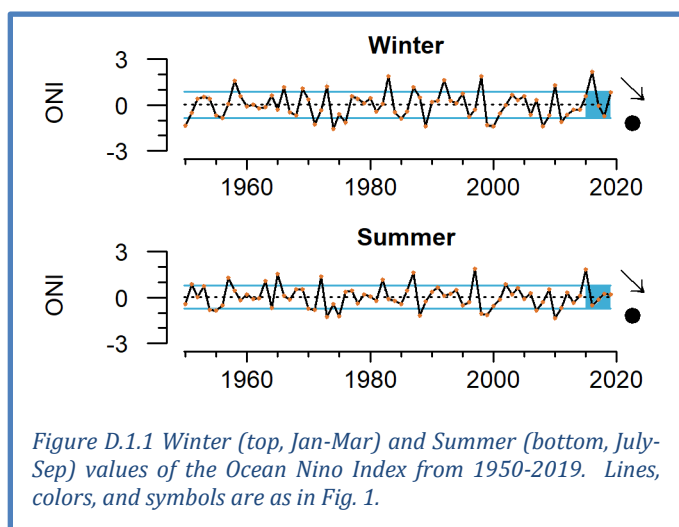 Winter
3
0
-3
ONI
1960 1980 2000 2020
Summer
3
0
-3
ONI
1960 1980 2000 2020
Figure D.1.1 Winter (top, Jan-Mar) and Summer (bottom, July-
Sep) values of the Ocean Nino Index from 1950-2019. Lines,
colors, and symbols are as in Fig. 1.